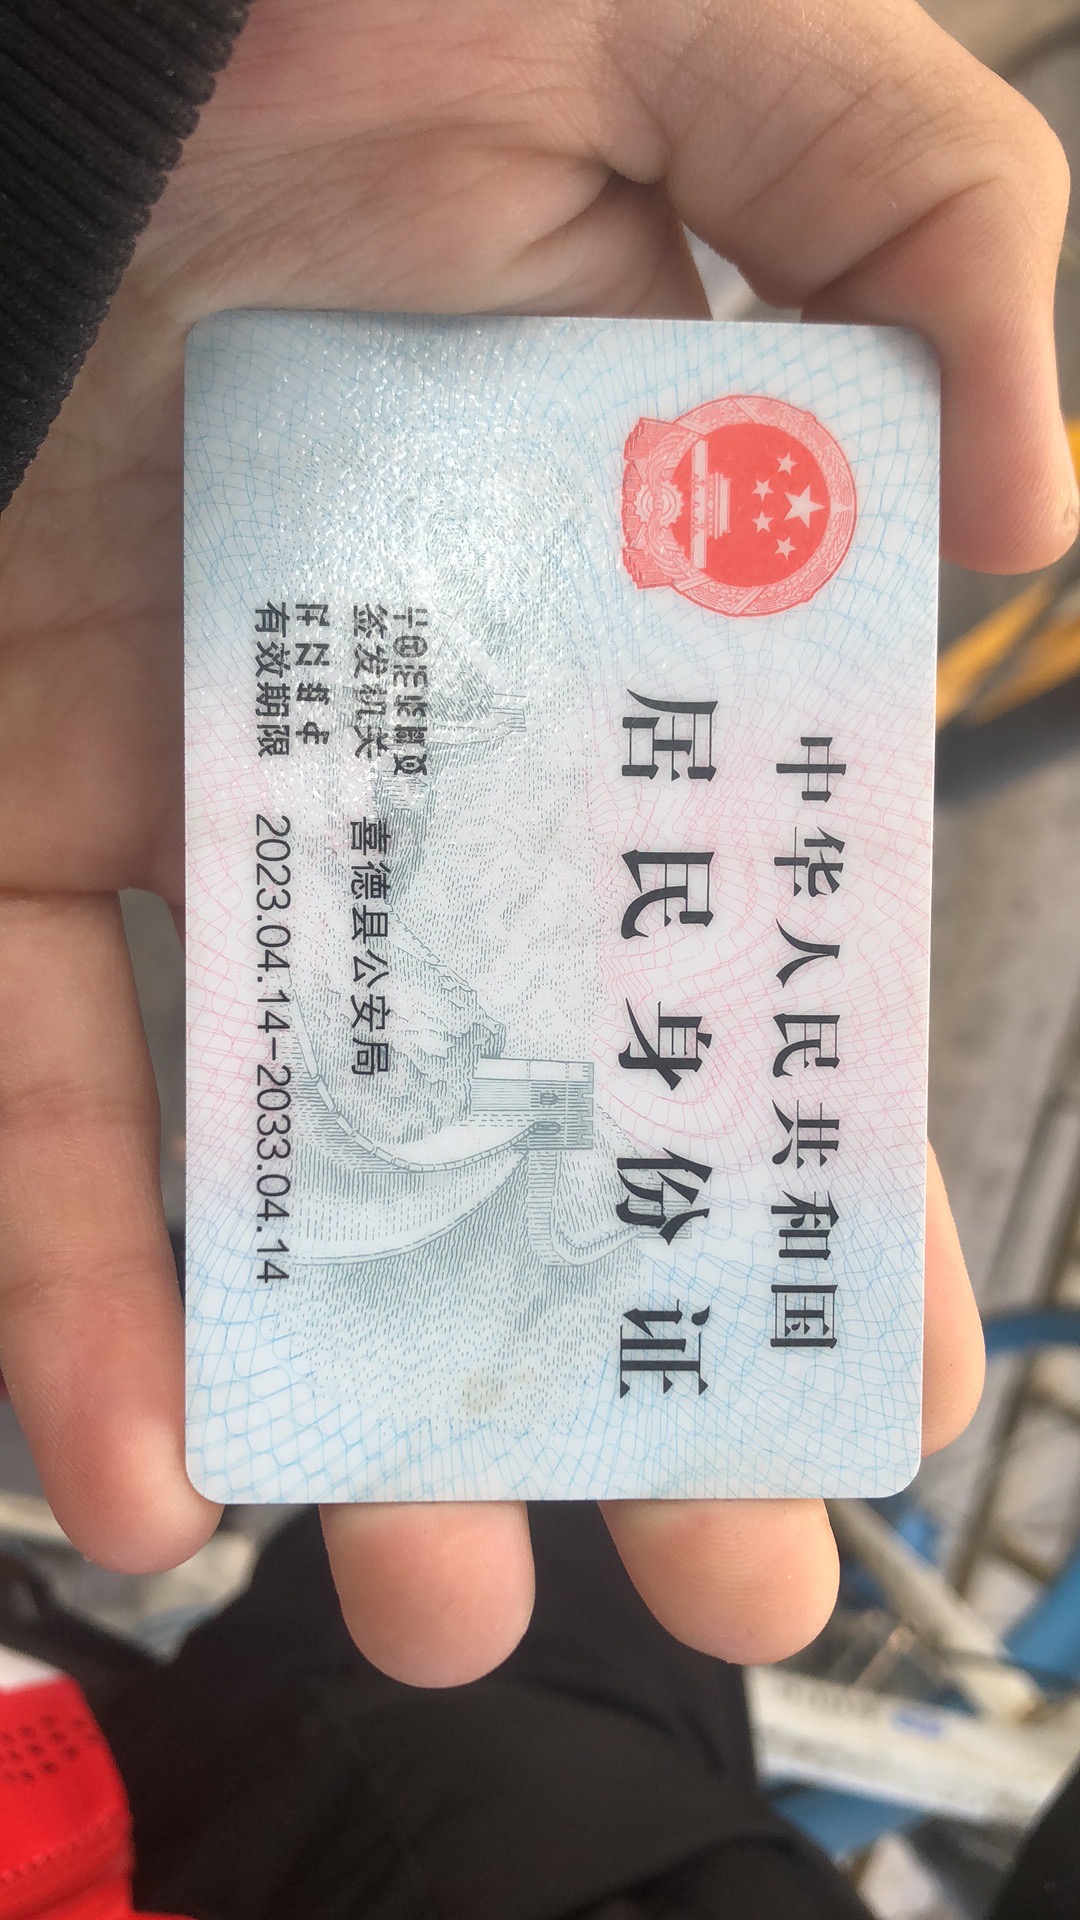 中华人民共和国
居民身份证
签发机关 喜德县公安局
有效期限 2023.04.14-2033.04.14